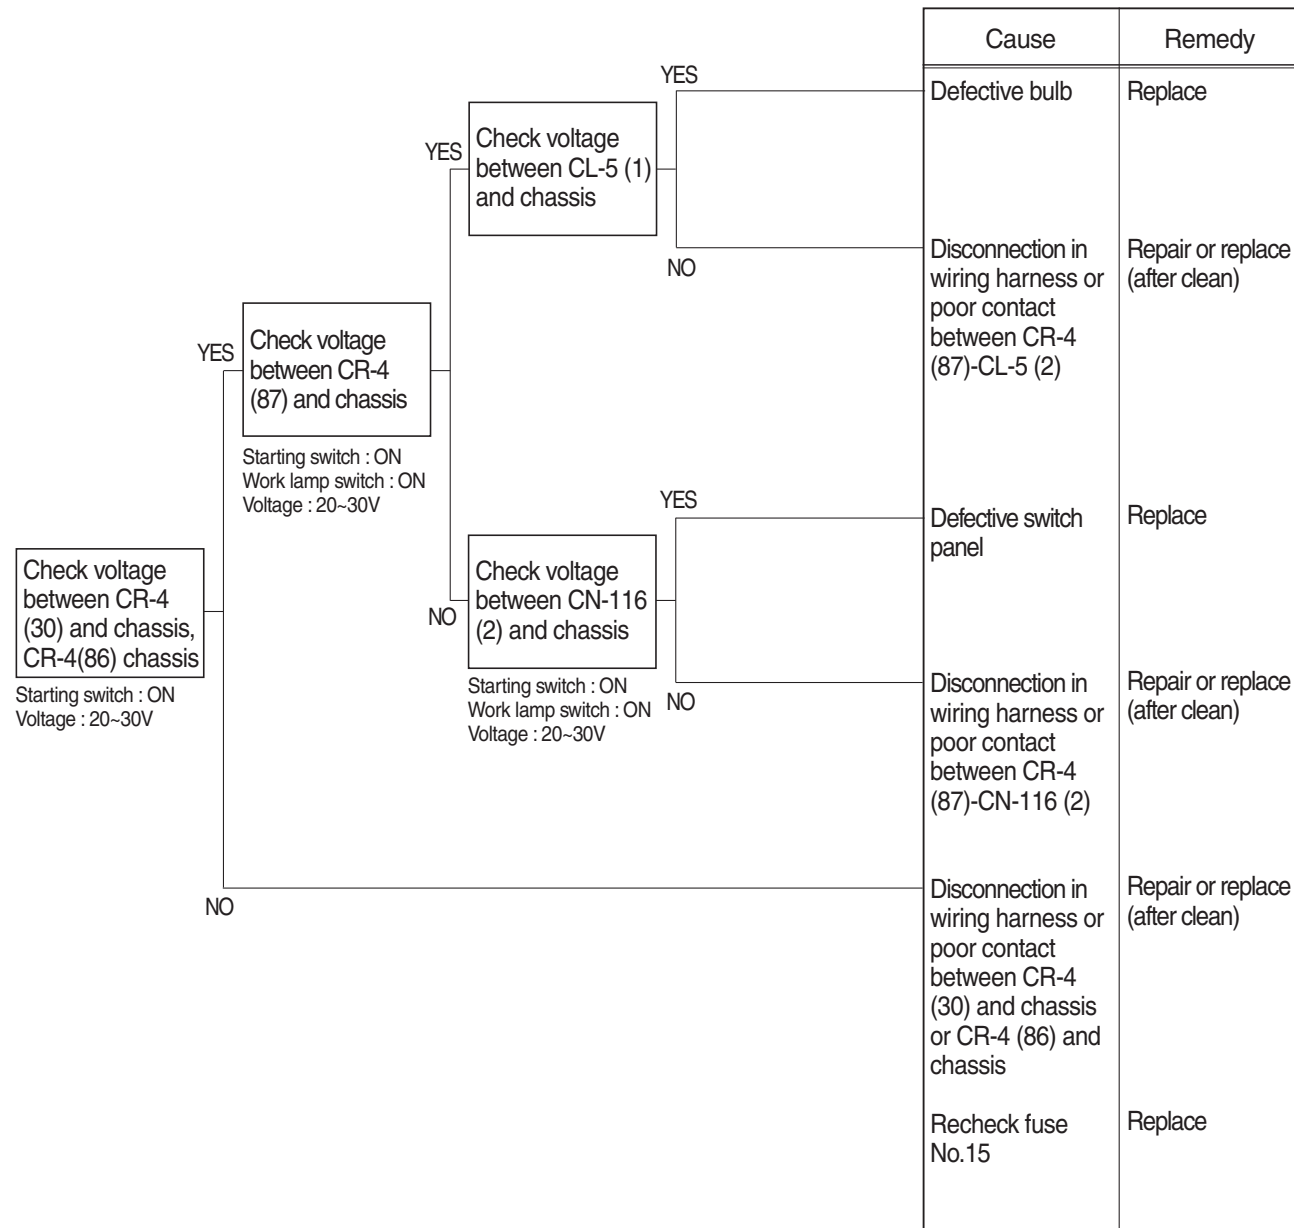 Cause
Remedy
YES
Defective bulb
Replace
YES
Check voltage
between CL-5 (1)
and chassis
NO
Disconnection in
wiring harness or
poor contact
between CR-4
(87)-CL-5 (2)
Repair or replace
(after clean)
YES
Check voltage
between CR-4
(87) and chassis
Starting switch : ON
Work lamp switch : ON
Voltage : 20~30V
YES
Defective switch
panel
Replace
Check voltage
between CR-4
(30) and chassis,
CR-4(86) chassis
Starting switch : ON
Voltage : 20~30V
NO
Check voltage
between CN-116
(2) and chassis
Starting switch : ON
Work lamp switch : ON
Voltage : 20~30V
NO
Disconnection in
wiring harness or
poor contact
between CR-4
(87)-CN-116 (2)
Repair or replace
(after clean)
NO
Disconnection in
wiring harness or
poor contact
between CR-4
(30) and chassis
or CR-4 (86) and
chassis
Repair or replace
(after clean)
Recheck fuse
No.15
Replace